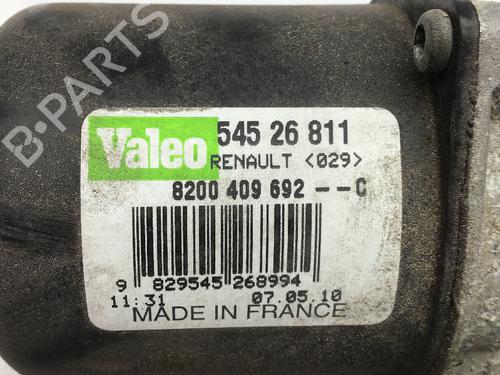 B-PARTS
Valeo 545 26 811
RENAULT <029>
8200 409 692 --C
9 829545 268994
11:31 07.05.10
MADE IN FRANCE